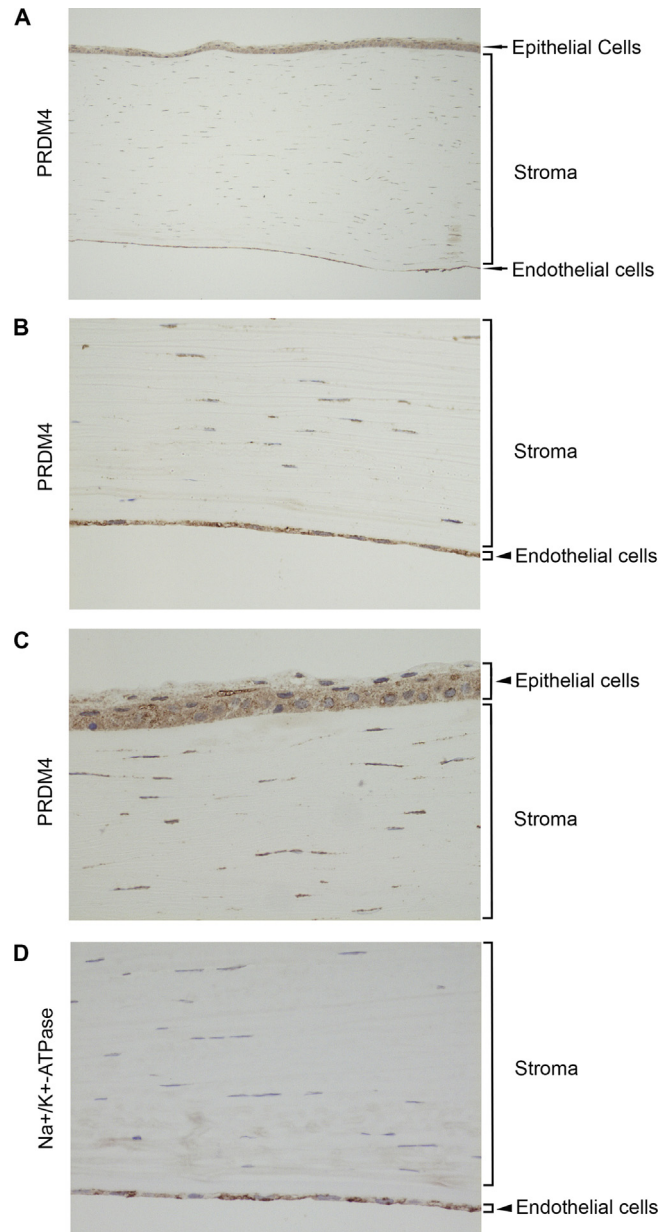 A
PRDM4
Epithelial Cells
Stroma
Endothelial cells
B
PRDM4
Stroma
Endothelial cells
C
PRDM4
Epithelial cells
Stroma
D
Na+/K+-ATPase
Stroma
Endothelial cells